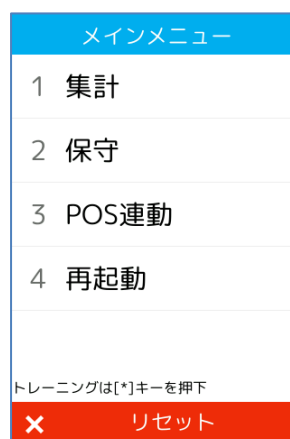 メインメニュー
1 集計
2 保守
3 POS連動
4 再起動
トレーニングは[*]キーを押下
× リセット